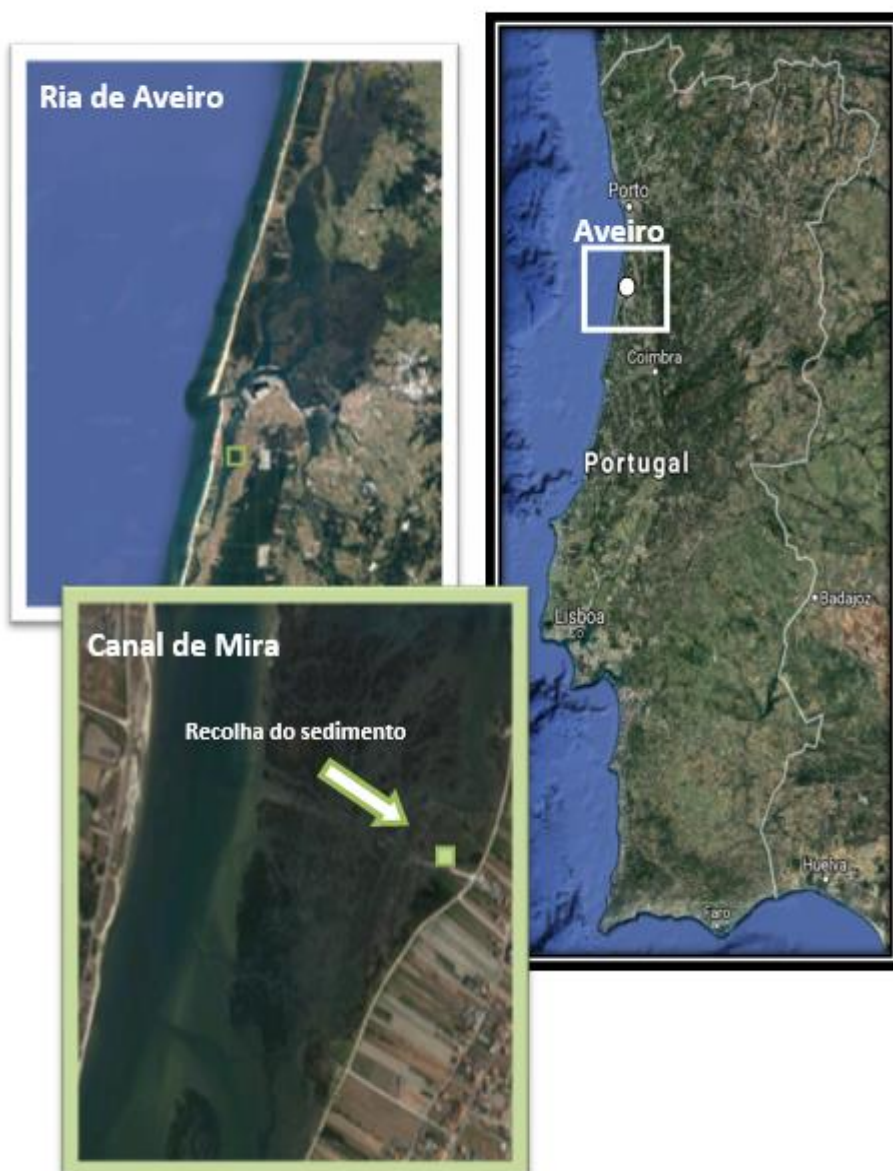 Ria de Aveiro
Canal de Mira
Recolha do sedimento
Porto
Aveiro
Coimbra
Portugal
Lisboa
Badajoz
Huelva
Faro